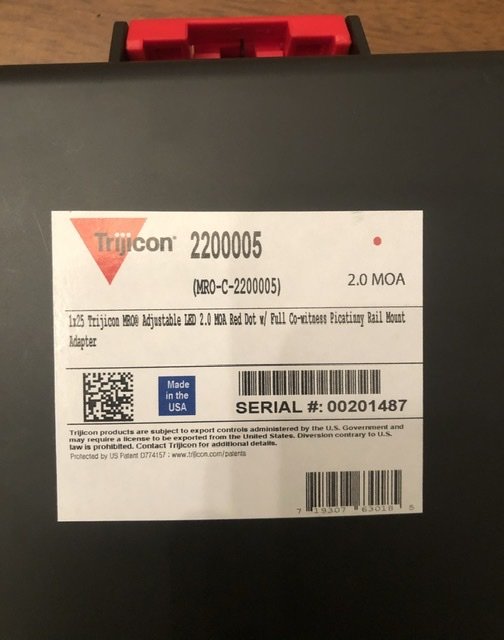 Trijicon® 2200005
(MRO-C-2200005)
2.0 MOA
1x25 Trijicon MRO® Adjustable LED 2.0 MOA Red Dot w/ Full Co-witness Picatinny Rail Mount
Adapter
Made
in the
USA
SERIAL #: 00201487
Trijicon products are subject to export controls administered by the U.S. Government and
may require a license to be exported from the United States. Diversion contrary to U.S.
law is prohibited. Contact Trijicon for additional details.
Protected by US Patent D774157 ; www.trijicon.com/patents
7 19307 63018 5